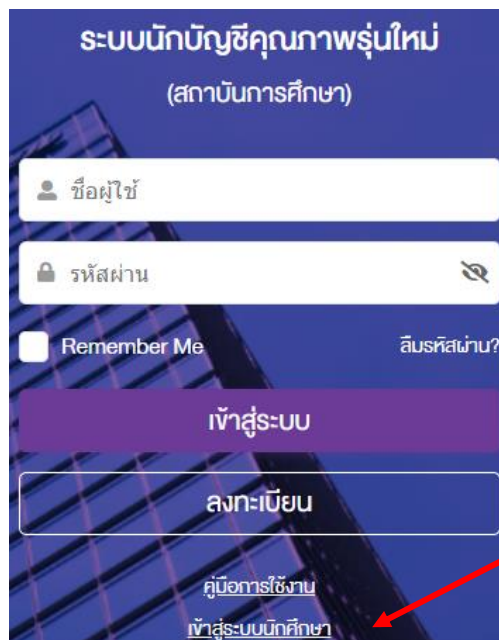 ระบบนักบัญชีคุณภาพรุ่นใหม่
(สถาบันการศึกษา)
ชื่อผู้ใช้
รหัสผ่าน
Remember Me ลืมรหัสผ่าน?
เข้าสู่ระบบ
ลงทะเบียน
คู่มือการใช้งาน
เข้าสู่ระบบนักศึกษา